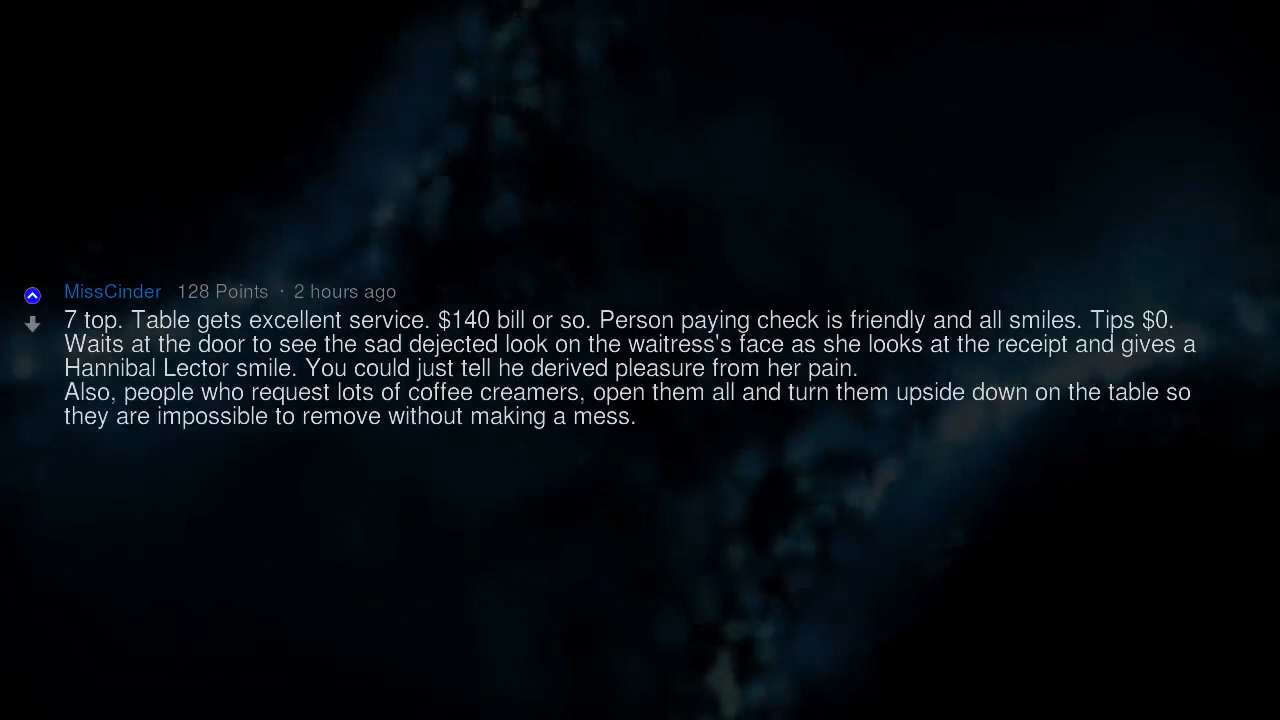 MissCinder 128 Points · 2 hours ago
7 top. Table gets excellent service. $140 bill or so. Person paying check is friendly and all smiles. Tips $0.
Waits at the door to see the sad dejected look on the waitress's face as she looks at the receipt and gives a
Hannibal Lector smile. You could just tell he derived pleasure from her pain.
Also, people who request lots of coffee creamers, open them all and turn them upside down on the table so
they are impossible to remove without making a mess.